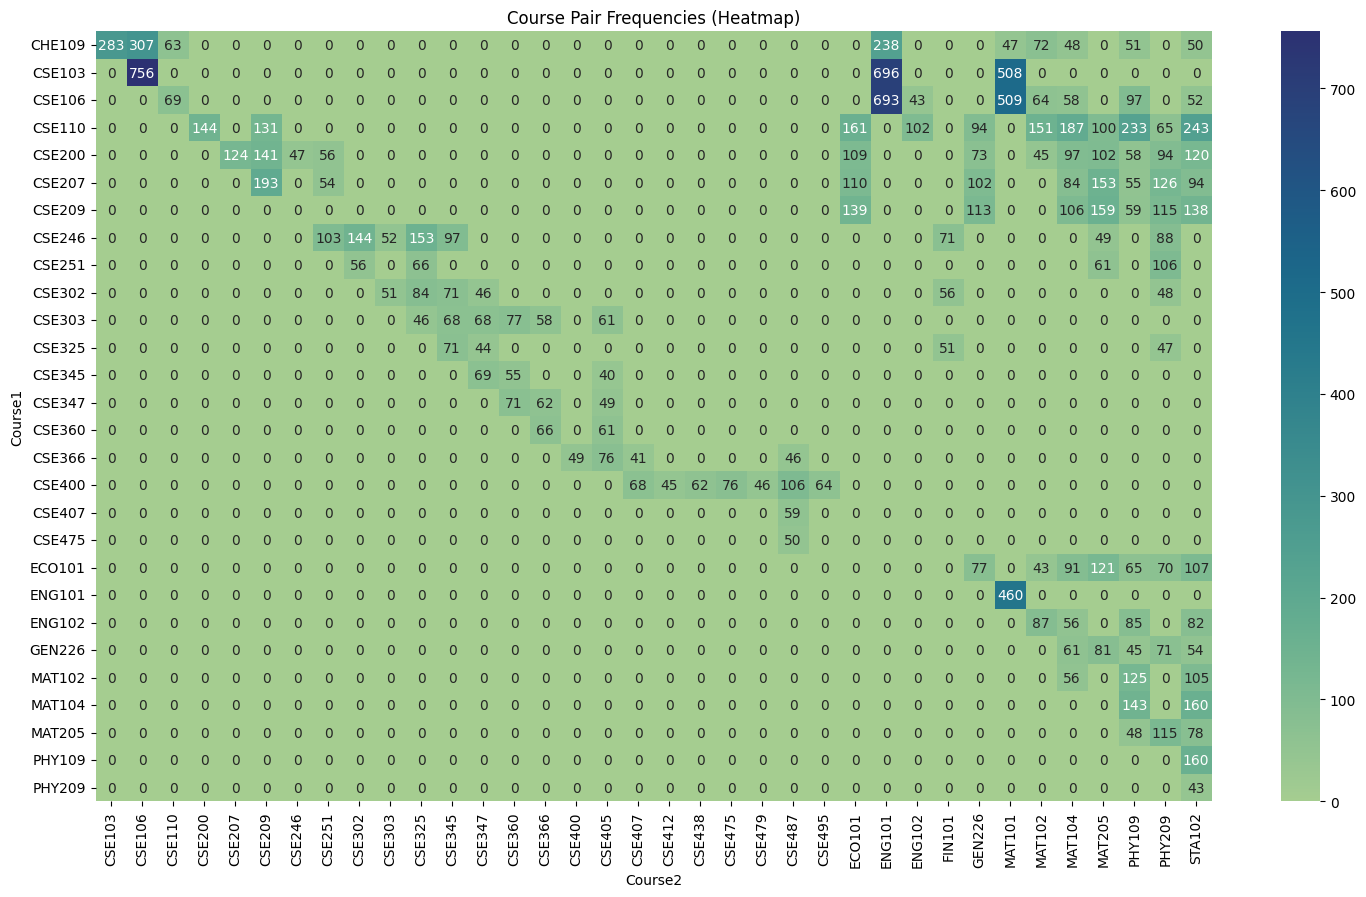 Course Pair Frequencies (Heatmap)
CHE109 283 307 63 0 0 0 0 0 0 0 0 0 0 0 0 0 0 0 0 0 0 0 0 0 0 238 0 0 0 47 72 48 0 51 0 50
CSE103 0 756 0 0 0 0 0 0 0 0 0 0 0 0 0 0 0 0 0 0 0 0 0 0 0 696 0 0 0 508 0 0 0 0 0 0
CSE106 0 0 69 0 0 0 0 0 0 0 0 0 0 0 0 0 0 0 0 0 0 0 0 0 0 693 43 0 0 509 64 58 0 97 0 52
CSE110 0 0 0 144 0 131 0 0 0 0 0 0 0 0 0 0 0 0 0 0 0 0 0 0 161 0 102 0 94 0 151 187 100 233 65 243
CSE200 0 0 0 0 124 141 47 56 0 0 0 0 0 0 0 0 0 0 0 0 0 0 0 0 109 0 0 0 73 0 45 97 102 58 94 120
CSE207 0 0 0 0 0 193 0 54 0 0 0 0 0 0 0 0 0 0 0 0 0 0 0 0 110 0 0 0 102 0 0 84 153 55 126 94
CSE209 0 0 0 0 0 0 0 0 0 0 0 0 0 0 0 0 0 0 0 0 0 0 0 0 139 0 0 0 113 0 0 106 159 59 115 138
CSE246 0 0 0 0 0 0 0 103 144 52 153 97 0 0 0 0 0 0 0 0 0 0 0 0 0 0 0 71 0 0 0 0 49 0 88 0
CSE251 0 0 0 0 0 0 0 0 56 0 66 0 0 0 0 0 0 0 0 0 0 0 0 0 0 0 0 0 0 0 0 0 61 0 106 0
CSE302 0 0 0 0 0 0 0 0 0 51 84 71 46 0 0 0 0 0 0 0 0 0 0 0 0 0 0 56 0 0 0 0 0 0 48 0
CSE303 0 0 0 0 0 0 0 0 0 0 46 68 68 77 58 0 61 0 0 0 0 0 0 0 0 0 0 0 0 0 0 0 0 0 0 0
CSE325 0 0 0 0 0 0 0 0 0 0 0 71 44 0 0 0 0 0 0 0 0 0 0 0 0 0 0 51 0 0 0 0 0 0 47 0
CSE345 0 0 0 0 0 0 0 0 0 0 0 0 69 55 0 0 40 0 0 0 0 0 0 0 0 0 0 0 0 0 0 0 0 0 0 0
CSE347 0 0 0 0 0 0 0 0 0 0 0 0 0 71 62 0 49 0 0 0 0 0 0 0 0 0 0 0 0 0 0 0 0 0 0 0
CSE360 0 0 0 0 0 0 0 0 0 0 0 0 0 0 66 0 61 0 0 0 0 0 0 0 0 0 0 0 0 0 0 0 0 0 0 0
CSE366 0 0 0 0 0 0 0 0 0 0 0 0 0 0 0 49 76 41 0 0 0 0 46 0 0 0 0 0 0 0 0 0 0 0 0 0
CSE400 0 0 0 0 0 0 0 0 0 0 0 0 0 0 0 0 0 68 45 62 76 46 106 64 0 0 0 0 0 0 0 0 0 0 0 0
CSE407 0 0 0 0 0 0 0 0 0 0 0 0 0 0 0 0 0 0 0 0 0 0 59 0 0 0 0 0 0 0 0 0 0 0 0 0
CSE475 0 0 0 0 0 0 0 0 0 0 0 0 0 0 0 0 0 0 0 0 0 0 50 0 0 0 0 0 0 0 0 0 0 0 0 0
ECO101 0 0 0 0 0 0 0 0 0 0 0 0 0 0 0 0 0 0 0 0 0 0 0 0 0 0 0 0 77 0 43 91 121 65 70 107
ENG101 0 0 0 0 0 0 0 0 0 0 0 0 0 0 0 0 0 0 0 0 0 0 0 0 0 0 0 0 0 460 0 0 0 0 0 0
ENG102 0 0 0 0 0 0 0 0 0 0 0 0 0 0 0 0 0 0 0 0 0 0 0 0 0 0 0 0 0 0 87 56 0 85 0 82
GEN226 0 0 0 0 0 0 0 0 0 0 0 0 0 0 0 0 0 0 0 0 0 0 0 0 0 0 0 0 0 0 0 61 81 45 71 54
MAT102 0 0 0 0 0 0 0 0 0 0 0 0 0 0 0 0 0 0 0 0 0 0 0 0 0 0 0 0 0 0 0 56 0 125 0 105
MAT104 0 0 0 0 0 0 0 0 0 0 0 0 0 0 0 0 0 0 0 0 0 0 0 0 0 0 0 0 0 0 0 0 0 143 0 160
MAT205 0 0 0 0 0 0 0 0 0 0 0 0 0 0 0 0 0 0 0 0 0 0 0 0 0 0 0 0 0 0 0 0 0 48 115 78
PHY109 0 0 0 0 0 0 0 0 0 0 0 0 0 0 0 0 0 0 0 0 0 0 0 0 0 0 0 0 0 0 0 0 0 0 0 160
PHY209 0 0 0 0 0 0 0 0 0 0 0 0 0 0 0 0 0 0 0 0 0 0 0 0 0 0 0 0 0 0 0 0 0 0 0 43
CSE103 CSE106 CSE110 CSE200 CSE207 CSE209 CSE246 CSE251 CSE302 CSE303 CSE325 CSE345 CSE347 CSE360 CSE366 CSE400 CSE405 CSE407 CSE412 CSE438 CSE475 CSE479 CSE487 CSE495 ECO101 ENG101 ENG102 FIN101 GEN226 MAT101 MAT102 MAT104 MAT205 PHY109 PHY209 STA102
Course2
Course1
700
600
500
400
300
200
100
0